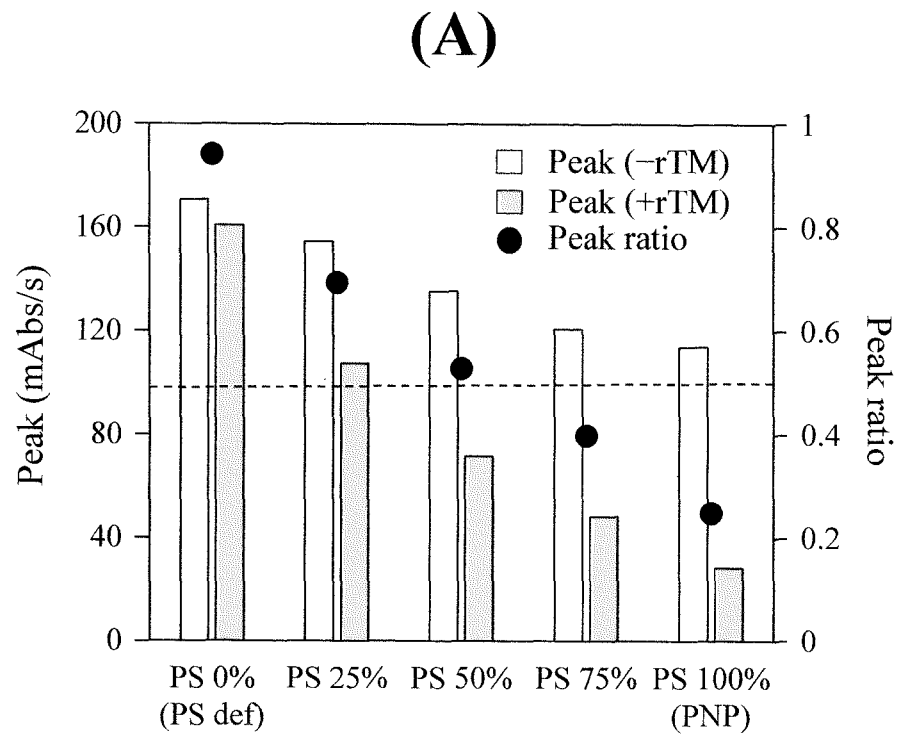 (A)
Peak (−rTM)
Peak (+rTM)
Peak ratio
200
160
120
80
40
0
Peak (mAbs/s)
1
0.8
0.6
0.4
0.2
0
Peak ratio
PS 0% PS 25% PS 50% PS 75% PS 100%
(PS def) (PNP)